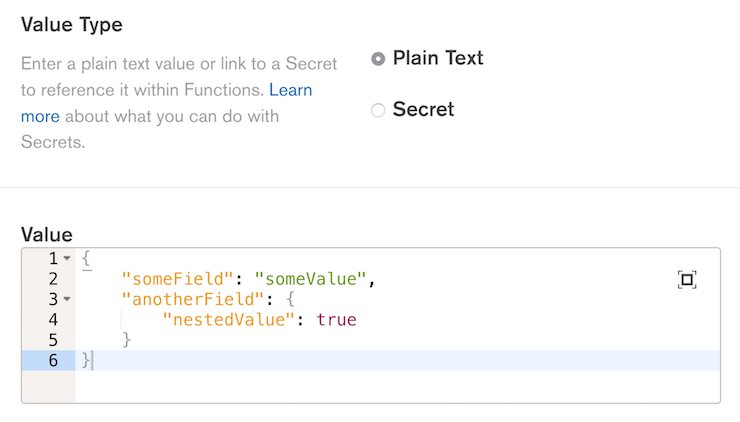 Value Type
Enter a plain text value or link to a Secret
to reference it within Functions. Learn
more about what you can do with
Secrets.
Plain Text
Secret
Value
1 {
2     "someField": "someValue",
3     "anotherField": {
4         "nestedValue": true
5     }
6 }